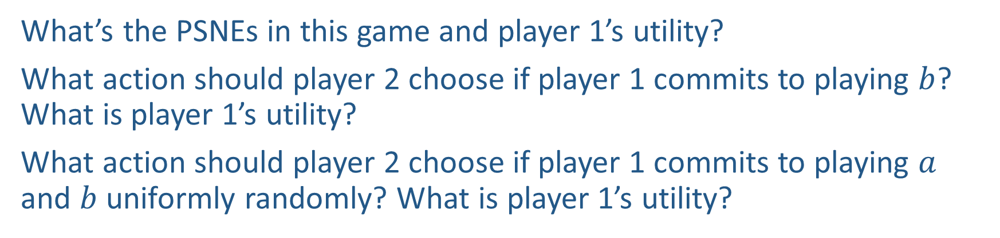 What’s the PSNEs in this game and player 1’s utility?
What action should player 2 choose if player 1 commits to playing b?
What is player 1’s utility?
What action should player 2 choose if player 1 commits to playing a
and b uniformly randomly? What is player 1’s utility?